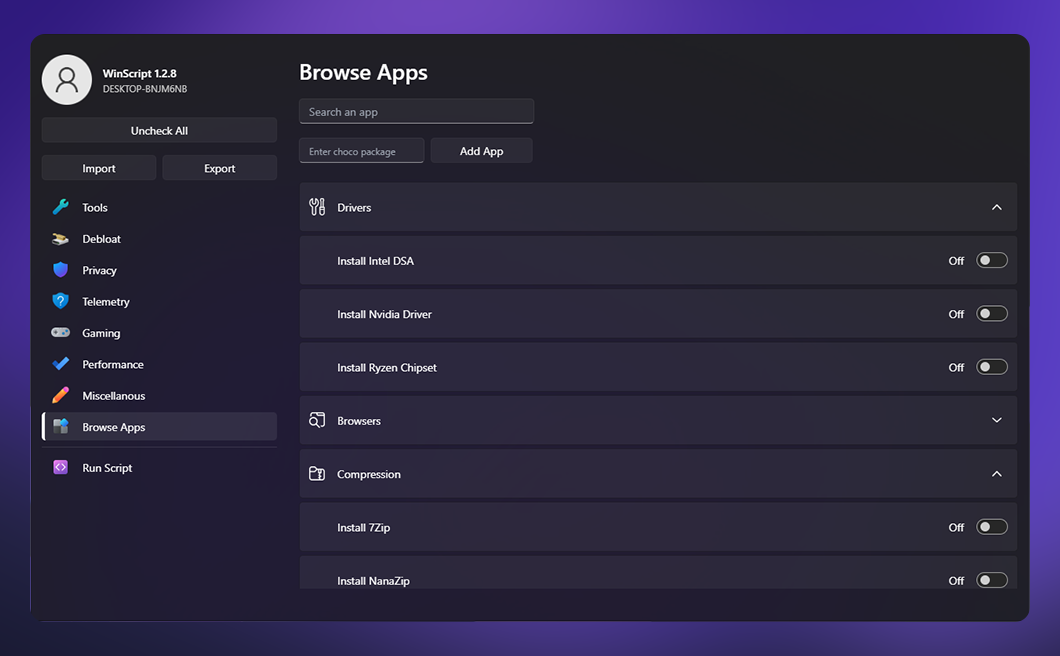 WinScript 1.2.8
DESKTOP-BNJM6NB
Uncheck All
Import
Export
Tools
Debloat
Privacy
Telemetry
Gaming
Performance
Miscellanous
Browse Apps
Run Script
Browse Apps
Search an app
Enter choco package
Add App
Drivers
Install Intel DSA
Off
Install Nvidia Driver
Off
Install Ryzen Chipset
Off
Browsers
Compression
Install 7Zip
Off
Install NanaZip
Off